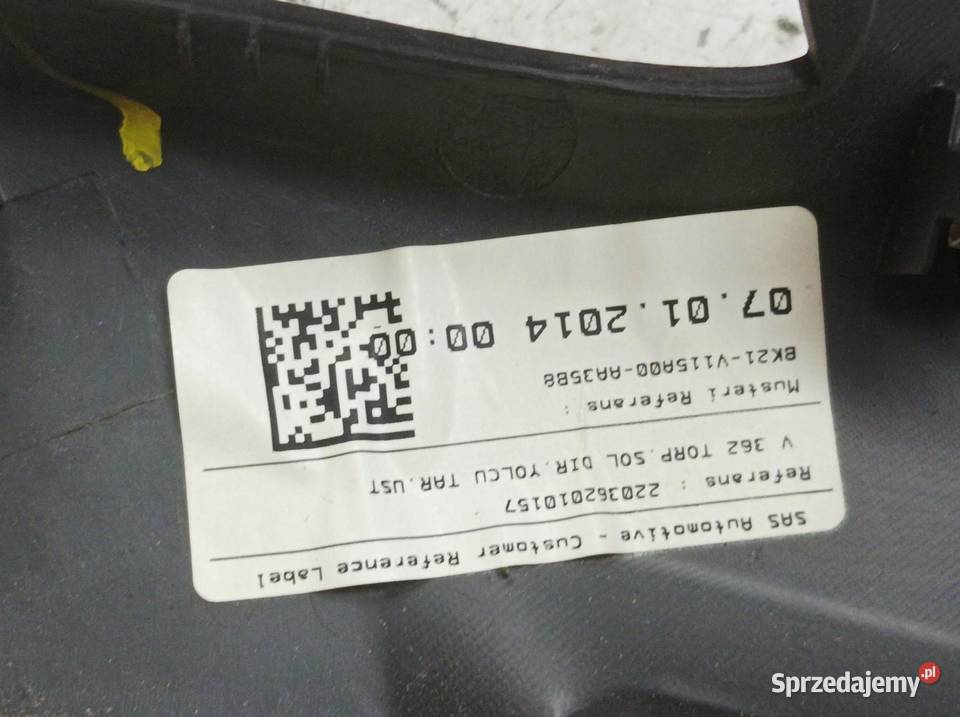 SAS Automotive - Customer Reference Label
Referans : 220362010157
V 362 TORP.SOL DIR.YOLCU TAR.UST
Musteri Referans :
BK21-V115A00-AA35B8
07.01.2014 00:00
Sprzedajemy.pl